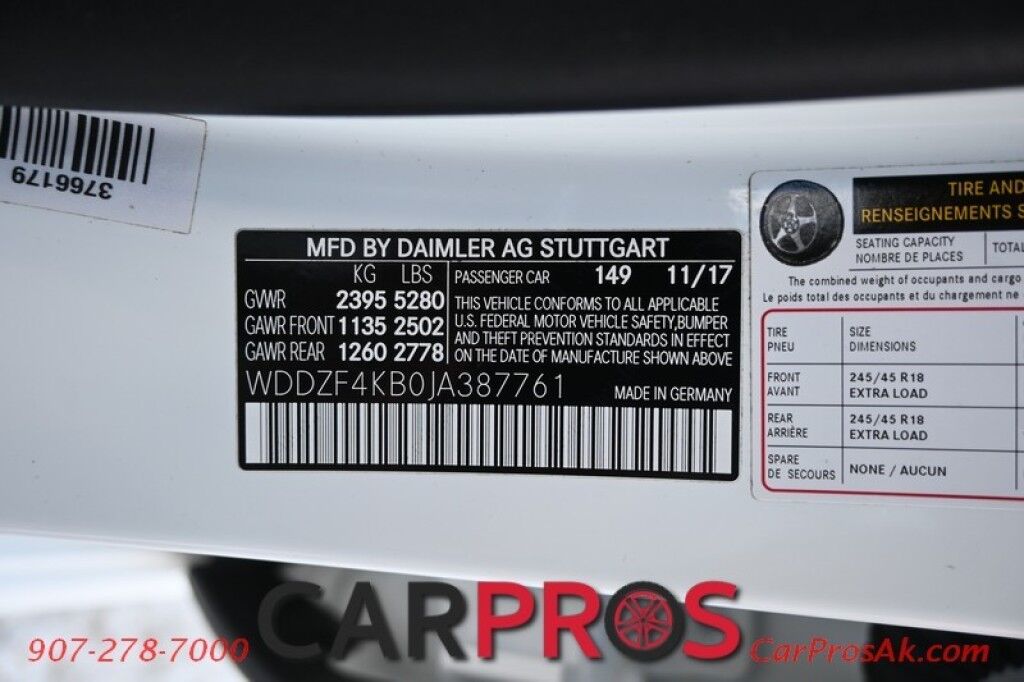 3766179
MFD BY DAIMLER AG STUTTGART
KG LBS
GVWR 2395 5280
GAWR FRONT 1135 2502
GAWR REAR 1260 2778
PASSENGER CAR 149 11/17
THIS VEHICLE CONFORMS TO ALL APPLICABLE
U.S. FEDERAL MOTOR VEHICLE SAFETY,BUMPER
AND THEFT PREVENTION STANDARDS IN EFFECT
ON THE DATE OF MANUFACTURE SHOWN ABOVE
WDDZF4KB0JA387761 MADE IN GERMANY
TIRE AND
RENSEIGNEMENTS S
SEATING CAPACITY
NOMBRE DE PLACES
TOTAL
The combined weight of occupants and cargo
Le poids total des occupants et du chargement ne
TIRE
PNEU
SIZE
DIMENSIONS
FRONT
AVANT
245/45 R18
EXTRA LOAD
REAR
ARRIÈRE
245/45 R18
EXTRA LOAD
SPARE
DE SECOURS
NONE / AUCUN
CARPROS
907-278-7000
CarProsAk.com